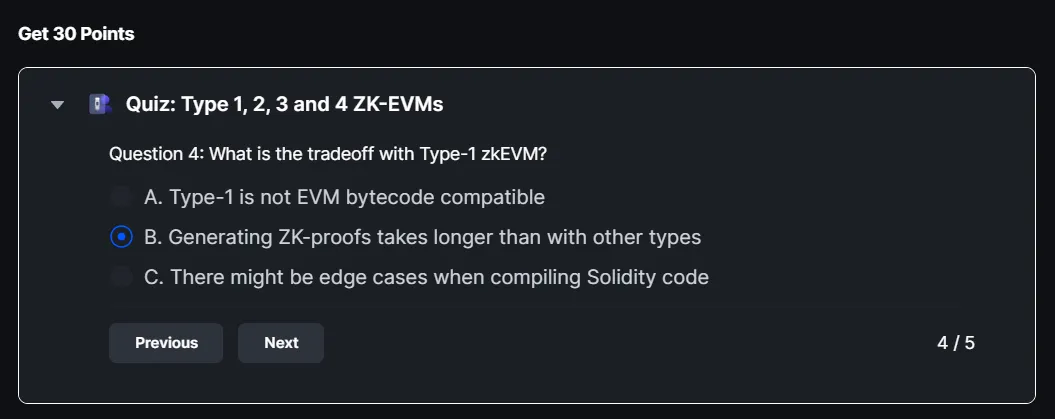 Get 30 Points
Quiz: Type 1, 2, 3 and 4 ZK-EVMs
Question 4: What is the tradeoff with Type-1 zkEVM?
A. Type-1 is not EVM bytecode compatible
B. Generating ZK-proofs takes longer than with other types
C. There might be edge cases when compiling Solidity code
Previous Next 4 / 5